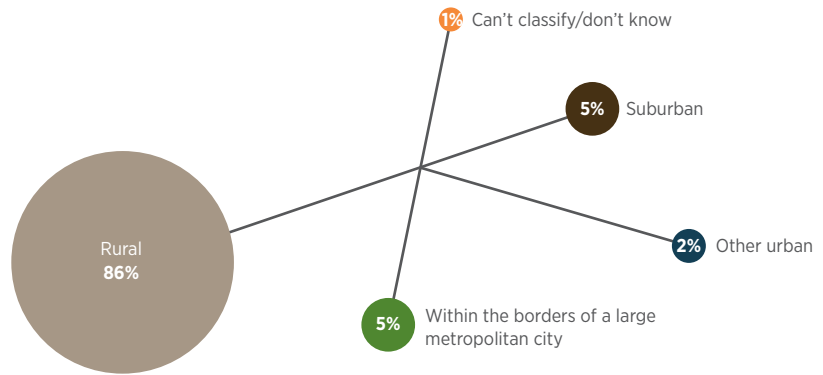 1% Can’t classify/don’t know
5% Suburban
2% Other urban
Rural
86%
5% Within the borders of a large
metropolitan city